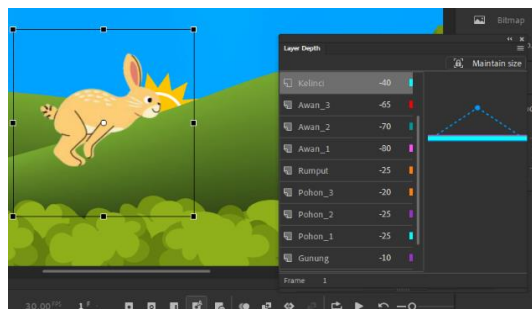 Bitmap
Layer Depth
Maintain size
Kelinci -40
Awan_3 -65
Awan_2 -70
Awan_1 -80
Rumput -25
Pohon_3 -20
Pohon_2 -25
Pohon_1 -25
Gunung -10
Frame 1
30.00 FPS 1 F